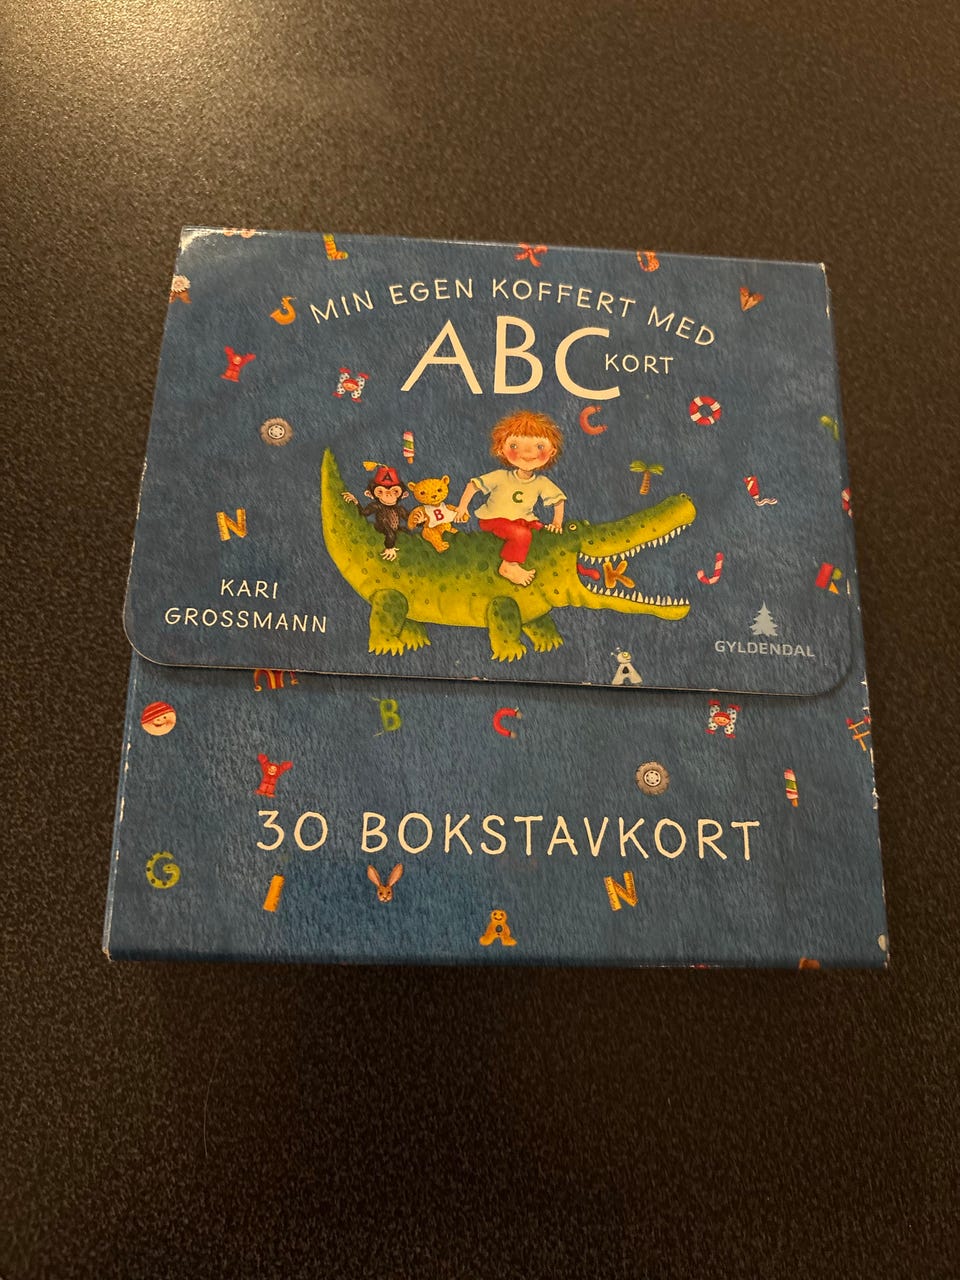 MIN EGEN KOFFERT MED
ABC KORT
A
B
C
KARI
GROSSMANN
GYLDENDAL
30 BOKSTAVKORT